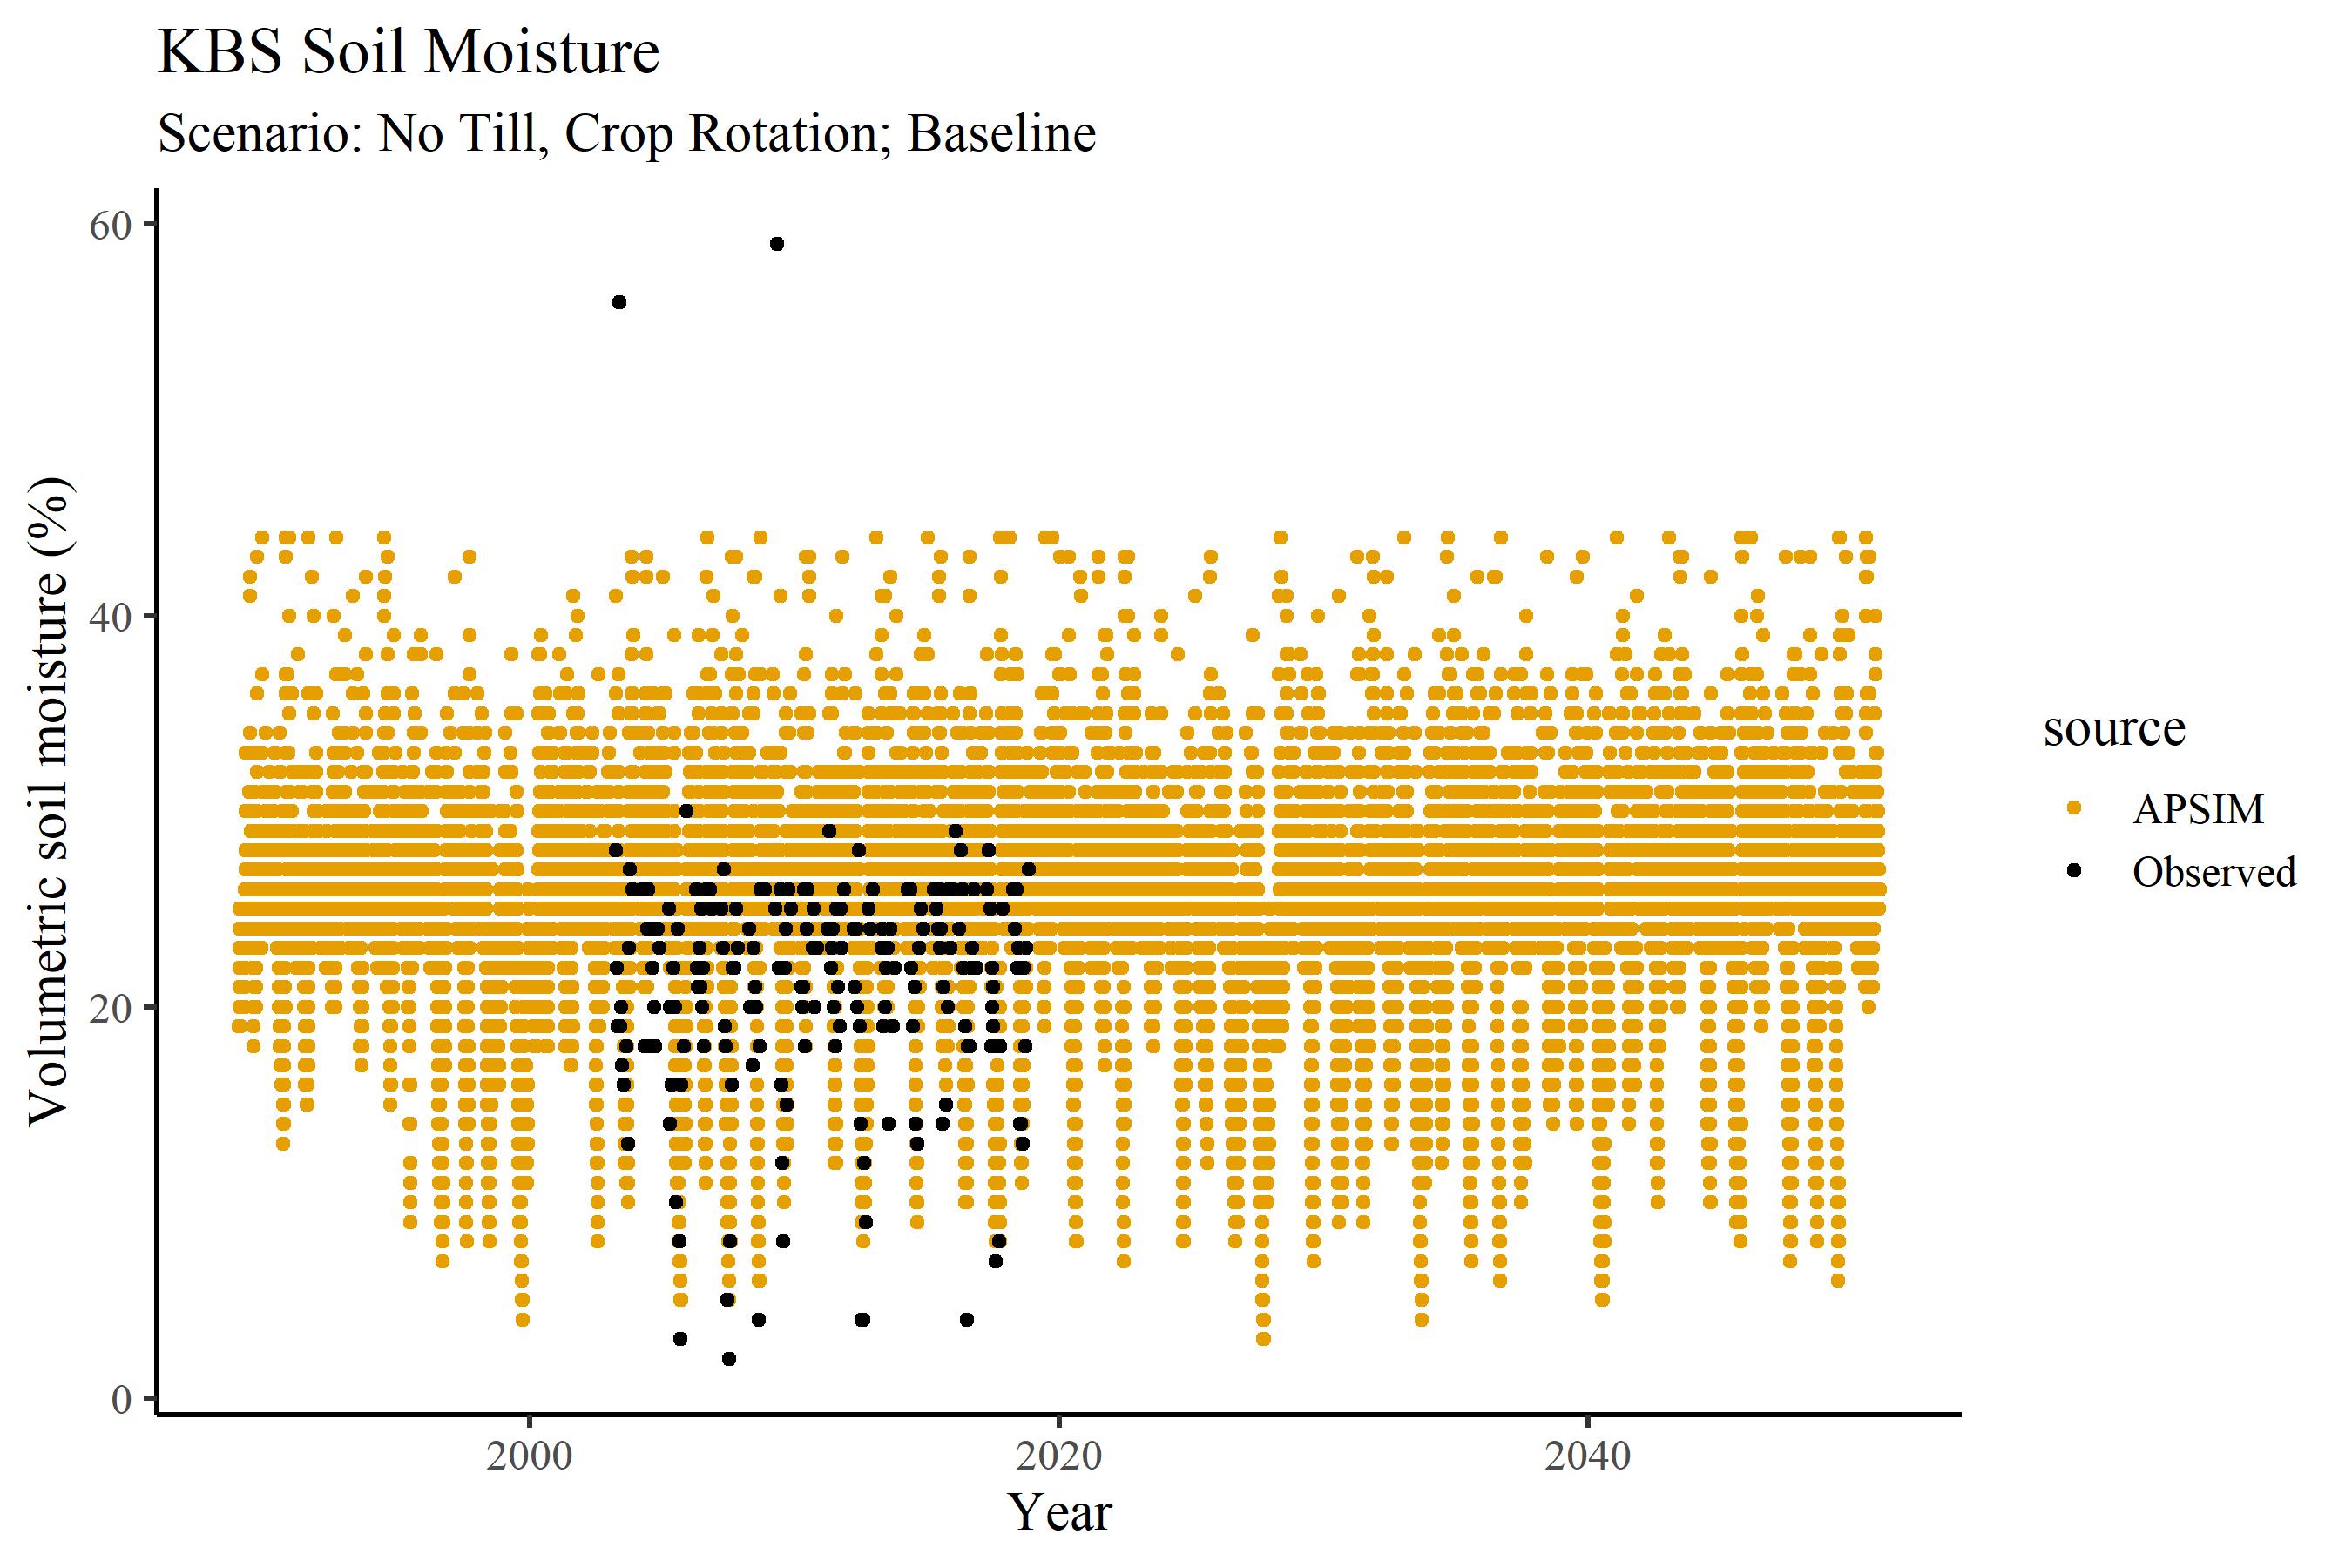 KBS Soil Moisture
Scenario: No Till, Crop Rotation; Baseline
Volumetric soil moisture (%)
60
40
20
0
2000
2020
2040
Year
source
APSIM
Observed